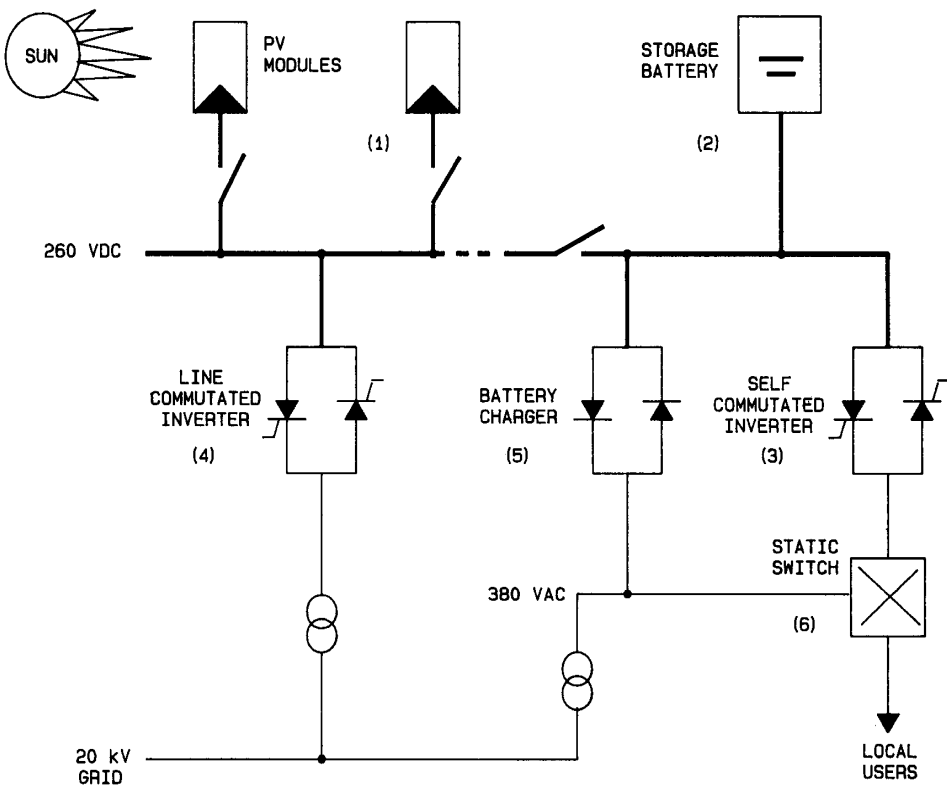 SUN
PV
MODULES
STORAGE
BATTERY
(1)
(2)
260 VDC
LINE
COMMUTATED
INVERTER
(4)
BATTERY
CHARGER
(5)
SELF
COMMUTATED
INVERTER
(3)
STATIC
SWITCH
380 VAC
(6)
20 kV
GRID
LOCAL
USERS